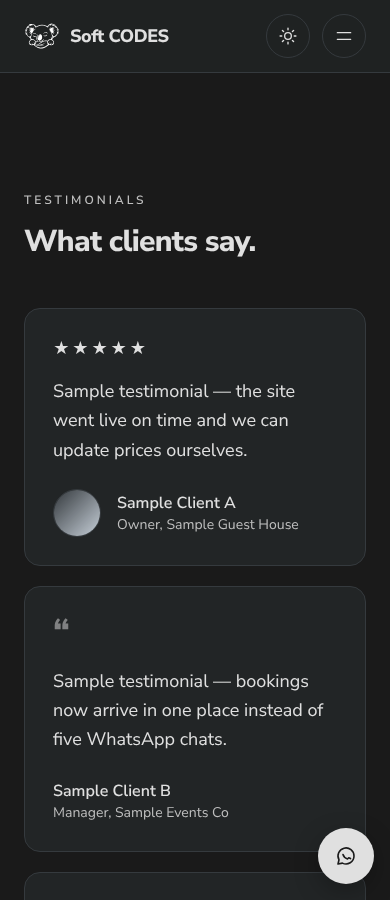 Soft CODES
TESTIMONIALS
What clients say.
★★★★★
Sample testimonial — the site
went live on time and we can
update prices ourselves.
Sample Client A
Owner, Sample Guest House
❝
Sample testimonial — bookings
now arrive in one place instead of
five WhatsApp chats.
Sample Client B
Manager, Sample Events Co